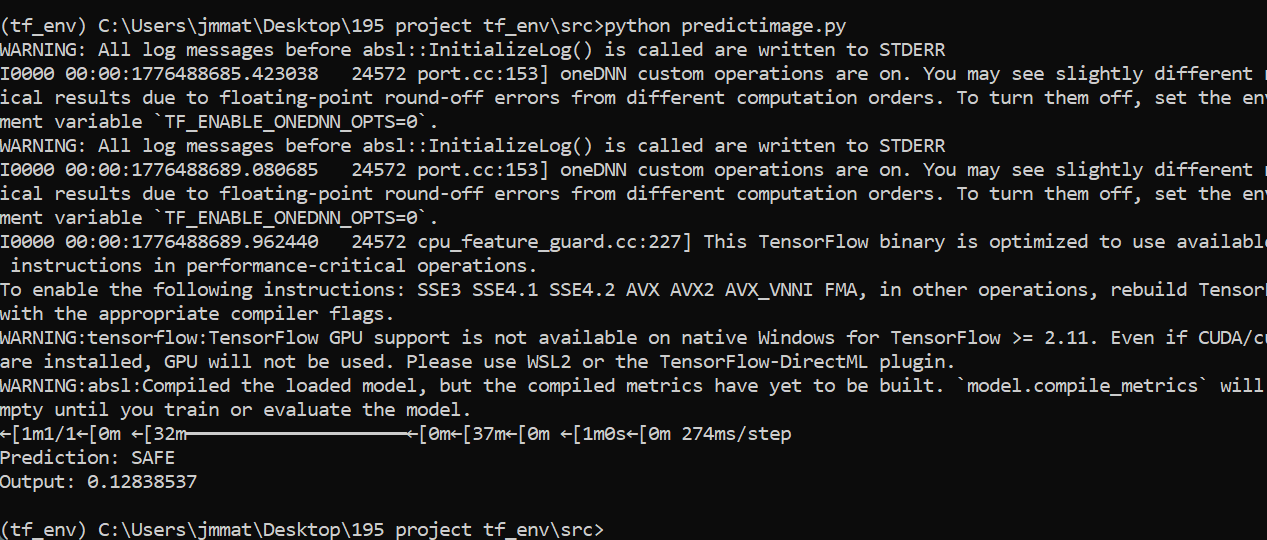 (tf_env) C:\Users\jmmat\Desktop\195 project tf_env\src>python predictimage.py
WARNING: All log messages before absl::InitializeLog() is called are written to STDERR
I0000 00:00:1776488685.423038   24572 port.cc:153] oneDNN custom operations are on. You may see slightly different
ical results due to floating-point round-off errors from different computation orders. To turn them off, set the env
ment variable `TF_ENABLE_ONEDNN_OPTS=0`.
WARNING: All log messages before absl::InitializeLog() is called are written to STDERR
I0000 00:00:1776488689.080685   24572 port.cc:153] oneDNN custom operations are on. You may see slightly different
ical results due to floating-point round-off errors from different computation orders. To turn them off, set the env
ment variable `TF_ENABLE_ONEDNN_OPTS=0`.
I0000 00:00:1776488689.962440   24572 cpu_feature_guard.cc:227] This TensorFlow binary is optimized to use availabl
 instructions in performance-critical operations.
To enable the following instructions: SSE3 SSE4.1 SSE4.2 AVX AVX2 AVX_VNNI FMA, in other operations, rebuild Tensor
with the appropriate compiler flags.
WARNING:tensorflow:TensorFlow GPU support is not available on native Windows for TensorFlow >= 2.11. Even if CUDA/cu
are installed, GPU will not be used. Please use WSL2 or the TensorFlow-DirectML plugin.
WARNING:absl:Compiled the loaded model, but the compiled metrics have yet to be built. `model.compile_metrics` will
mpty until you train or evaluate the model.
←[1m1/1←[0m ←[32m━━━━━━━━━━━━━━━━━━━━←[0m←[37m←[0m ←[1m0s←[0m 274ms/step
Prediction: SAFE
Output: 0.12838537
(tf_env) C:\Users\jmmat\Desktop\195 project tf_env\src>